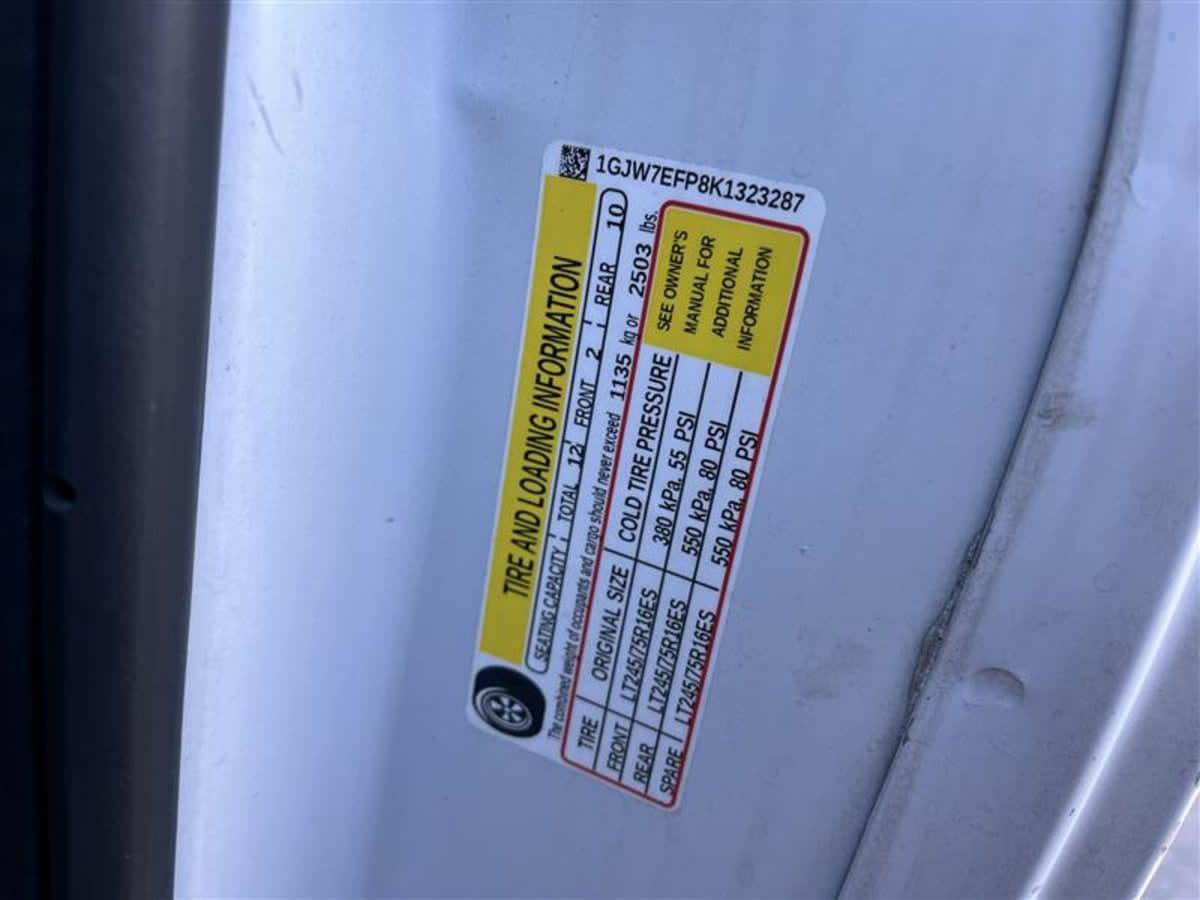 1GJW7EFP8K1323287
TIRE AND LOADING INFORMATION
SEATING CAPACITY TOTAL 12 FRONT 2 REAR 10
The combined weight of occupants and cargo should never exceed 1135 kg or 2503 lbs.
TIRE ORIGINAL SIZE COLD TIRE PRESSURE
FRONT LT245/75R16ES 380 kPa, 55 PSI
REAR LT245/75R16ES 550 kPa, 80 PSI
SPARE LT245/75R16ES 550 kPa, 80 PSI
SEE OWNER'S
MANUAL FOR
ADDITIONAL
INFORMATION